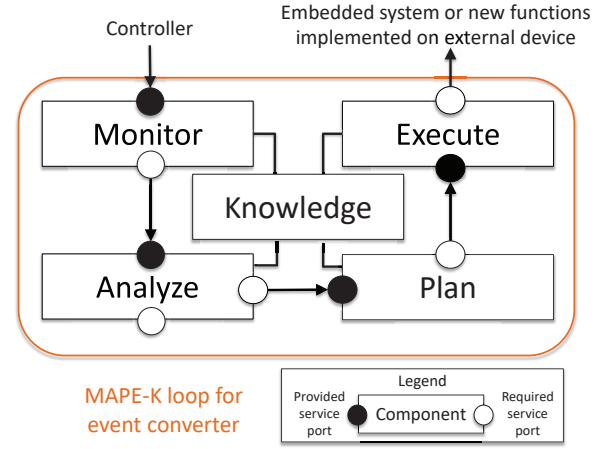 Controller
Embedded system or new functions
implemented on external device
Monitor
Execute
Knowledge
Analyze
Plan
MAPE-K loop for
event converter
Legend
Provided
service
port
Component
Required
service
port